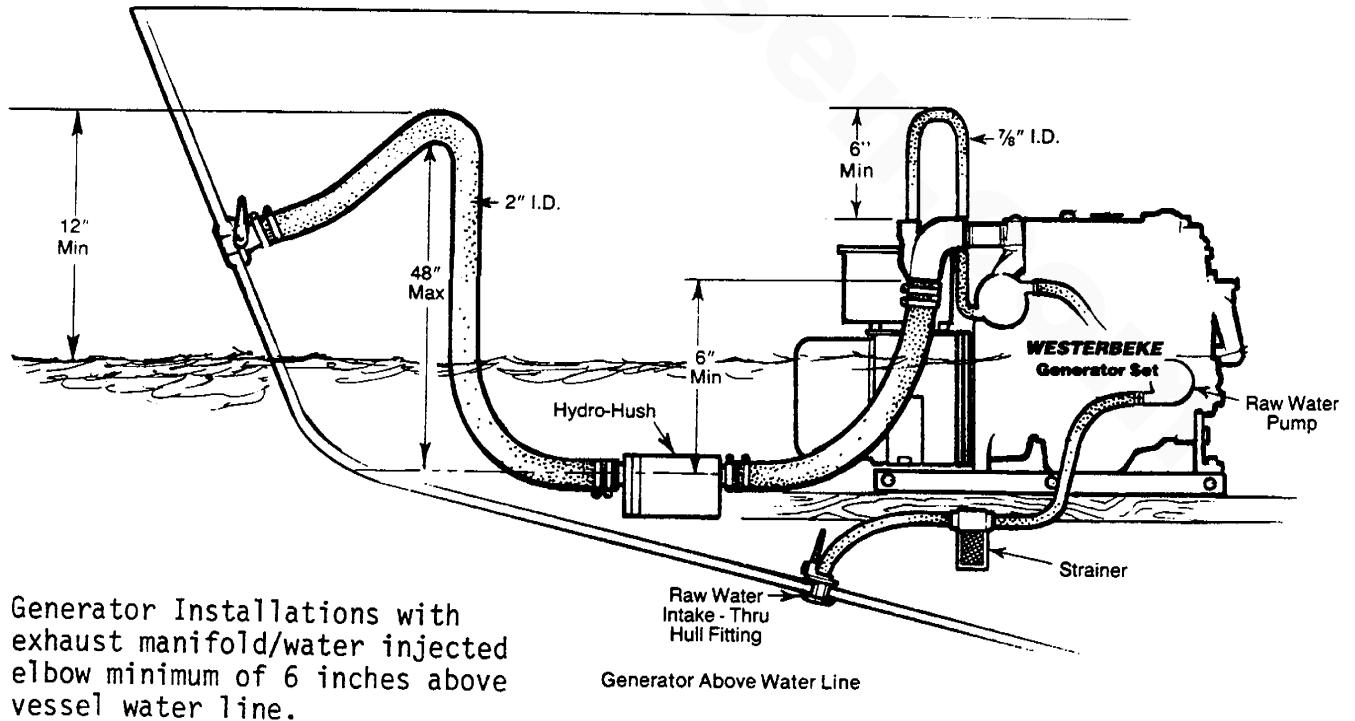 7/8" I.D.
6"
Min
2" I.D.
12"
Min
48"
Max
6"
Min
WESTERBEKE
Generator Set
Hydro-Hush
Raw Water
Pump
Strainer
Raw Water
Intake - Thru
Hull Fitting
Generator Installations with
exhaust manifold/water injected
elbow minimum of 6 inches above
vessel water line.
Generator Above Water Line